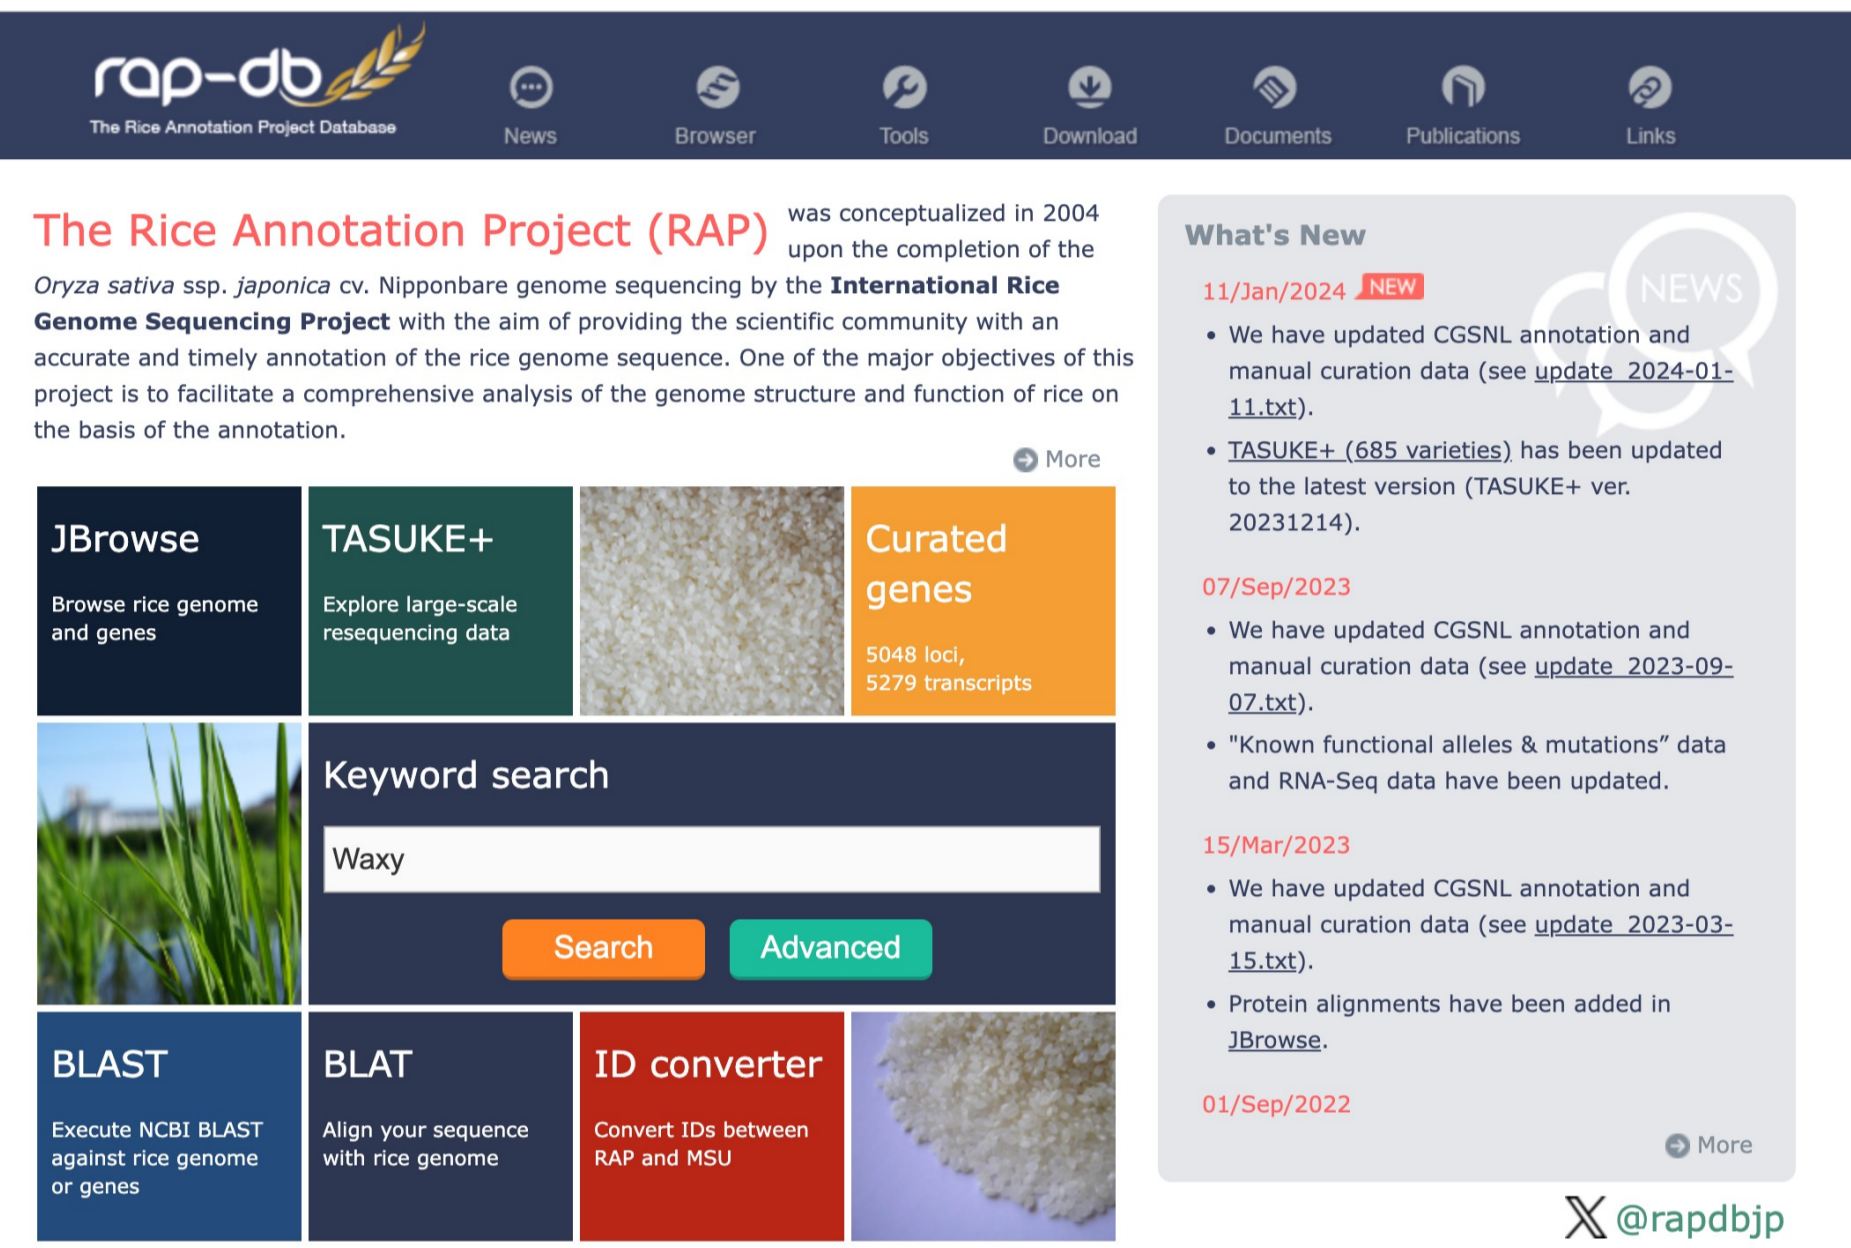 rap-db
The Rice Annotation Project Database
News
Browser
Tools
Download
Documents
Publications
Links
The Rice Annotation Project (RAP) was conceptualized in 2004
upon the completion of the
Oryza sativa ssp. japonica cv. Nipponbare genome sequencing by the International Rice
Genome Sequencing Project with the aim of providing the scientific community with an
accurate and timely annotation of the rice genome sequence. One of the major objectives of this
project is to facilitate a comprehensive analysis of the genome structure and function of rice on
the basis of the annotation.
More
JBrowse
Browse rice genome
and genes
TASUKE+
Explore large-scale
resequencing data
Curated
genes
5048 loci,
5279 transcripts
Keyword search
Waxy
Search
Advanced
BLAST
Execute NCBI BLAST
against rice genome
or genes
BLAT
Align your sequence
with rice genome
ID converter
Convert IDs between
RAP and MSU
What's New
NEWS
11/Jan/2024 NEW
• We have updated CGSNL annotation and
manual curation data (see update_2024-01-
11.txt).
• TASUKE+ (685 varieties) has been updated
to the latest version (TASUKE+ ver.
20231214).
07/Sep/2023
• We have updated CGSNL annotation and
manual curation data (see update_2023-09-
07.txt).
• "Known functional alleles & mutations” data
and RNA-Seq data have been updated.
15/Mar/2023
• We have updated CGSNL annotation and
manual curation data (see update_2023-03-
15.txt).
• Protein alignments have been added in
JBrowse.
01/Sep/2022
More
X @rapdbjp